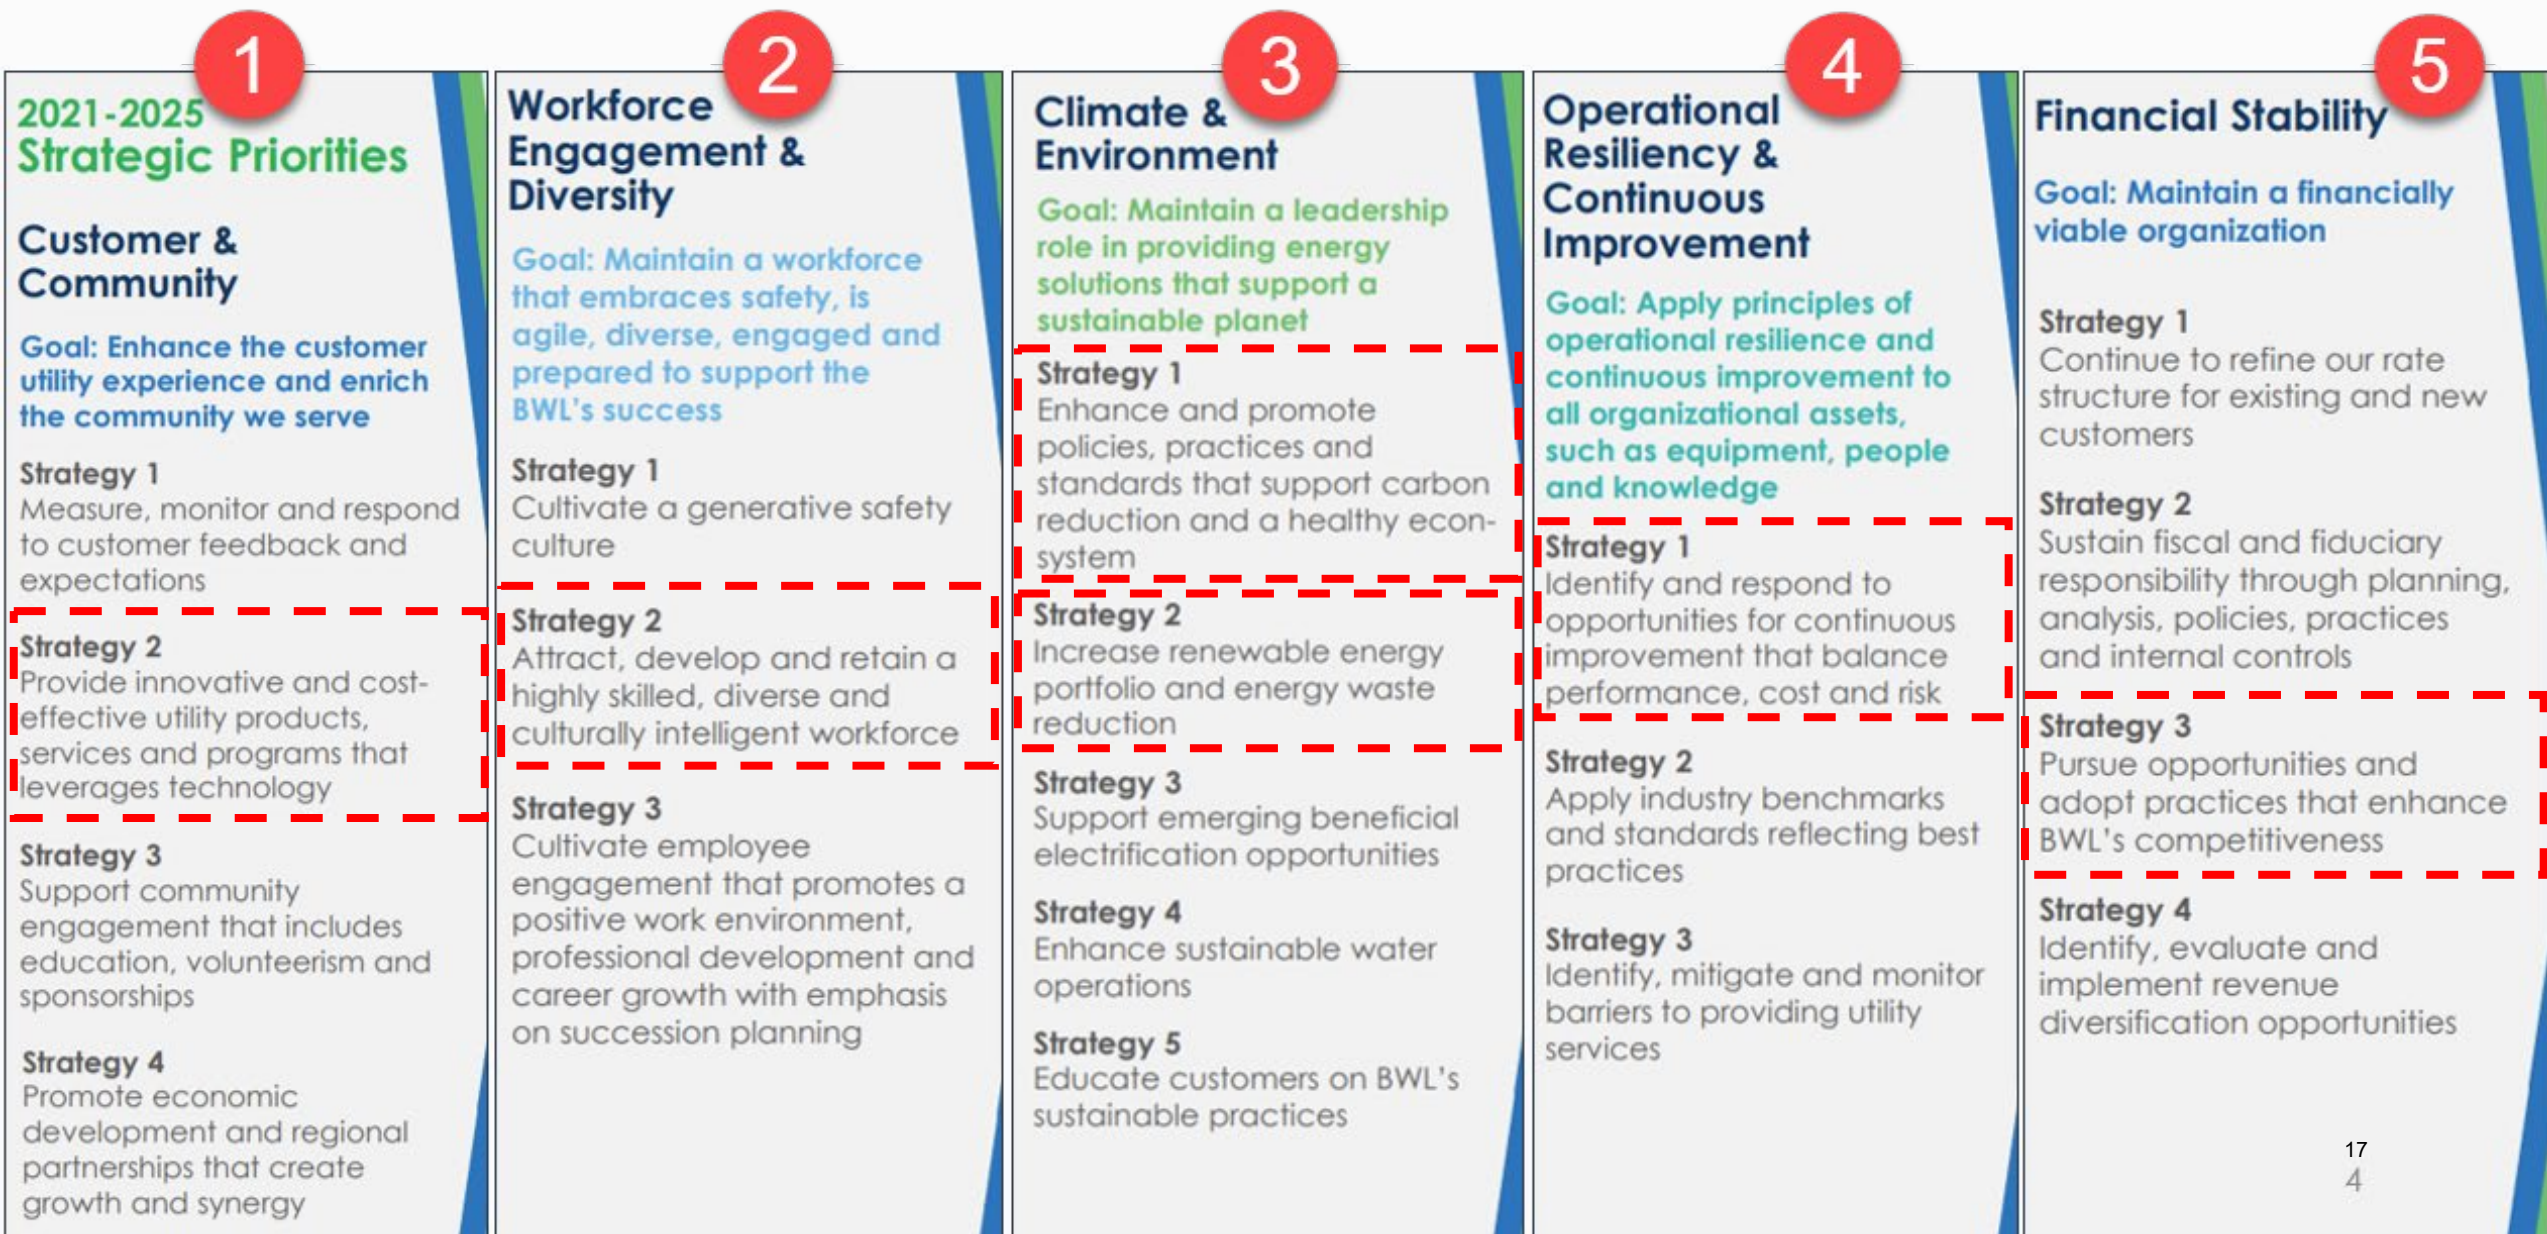 1
2021-2025
Strategic Priorities
Customer &
Community
Goal: Enhance the customer
utility experience and enrich
the community we serve
Strategy 1
Measure, monitor and respond
to customer feedback and
expectations
Strategy 2
Provide innovative and cost-
effective utility products,
services and programs that
leverages technology
Strategy 3
Support community
engagement that includes
education, volunteerism and
sponsorships
Strategy 4
Promote economic
development and regional
partnerships that create
growth and synergy
2
Workforce
Engagement &
Diversity
Goal: Maintain a workforce
that embraces safety, is
agile, diverse, engaged and
prepared to support the
BWL's success
Strategy 1
Cultivate a generative safety
culture
Strategy 2
Attract, develop and retain a
highly skilled, diverse and
culturally intelligent workforce
Strategy 3
Cultivate employee
engagement that promotes a
positive work environment,
professional development and
career growth with emphasis
on succession planning
3
Climate &
Environment
Goal: Maintain a leadership
role in providing energy
solutions that support a
sustainable planet
Strategy 1
Enhance and promote
policies, practices and
standards that support carbon
reduction and a healthy econ-
system
Strategy 2
Increase renewable energy
portfolio and energy waste
reduction
Strategy 3
Support emerging beneficial
electrification opportunities
Strategy 4
Enhance sustainable water
operations
Strategy 5
Educate customers on BWL's
sustainable practices
4
Operational
Resiliency &
Continuous
Improvement
Goal: Apply principles of
operational resilience and
continuous improvement to
all organizational assets,
such as equipment, people
and knowledge
Strategy 1
Identify and respond to
opportunities for continuous
improvement that balance
performance, cost and risk
Strategy 2
Apply industry benchmarks
and standards reflecting best
practices
Strategy 3
Identify, mitigate and monitor
barriers to providing utility
services
5
Financial Stability
Goal: Maintain a financially
viable organization
Strategy 1
Continue to refine our rate
structure for existing and new
customers
Strategy 2
Sustain fiscal and fiduciary
responsibility through planning,
analysis, policies, practices
and internal controls
Strategy 3
Pursue opportunities and
adopt practices that enhance
BWL's competitiveness
Strategy 4
Identify, evaluate and
implement revenue
diversification opportunities
17
4